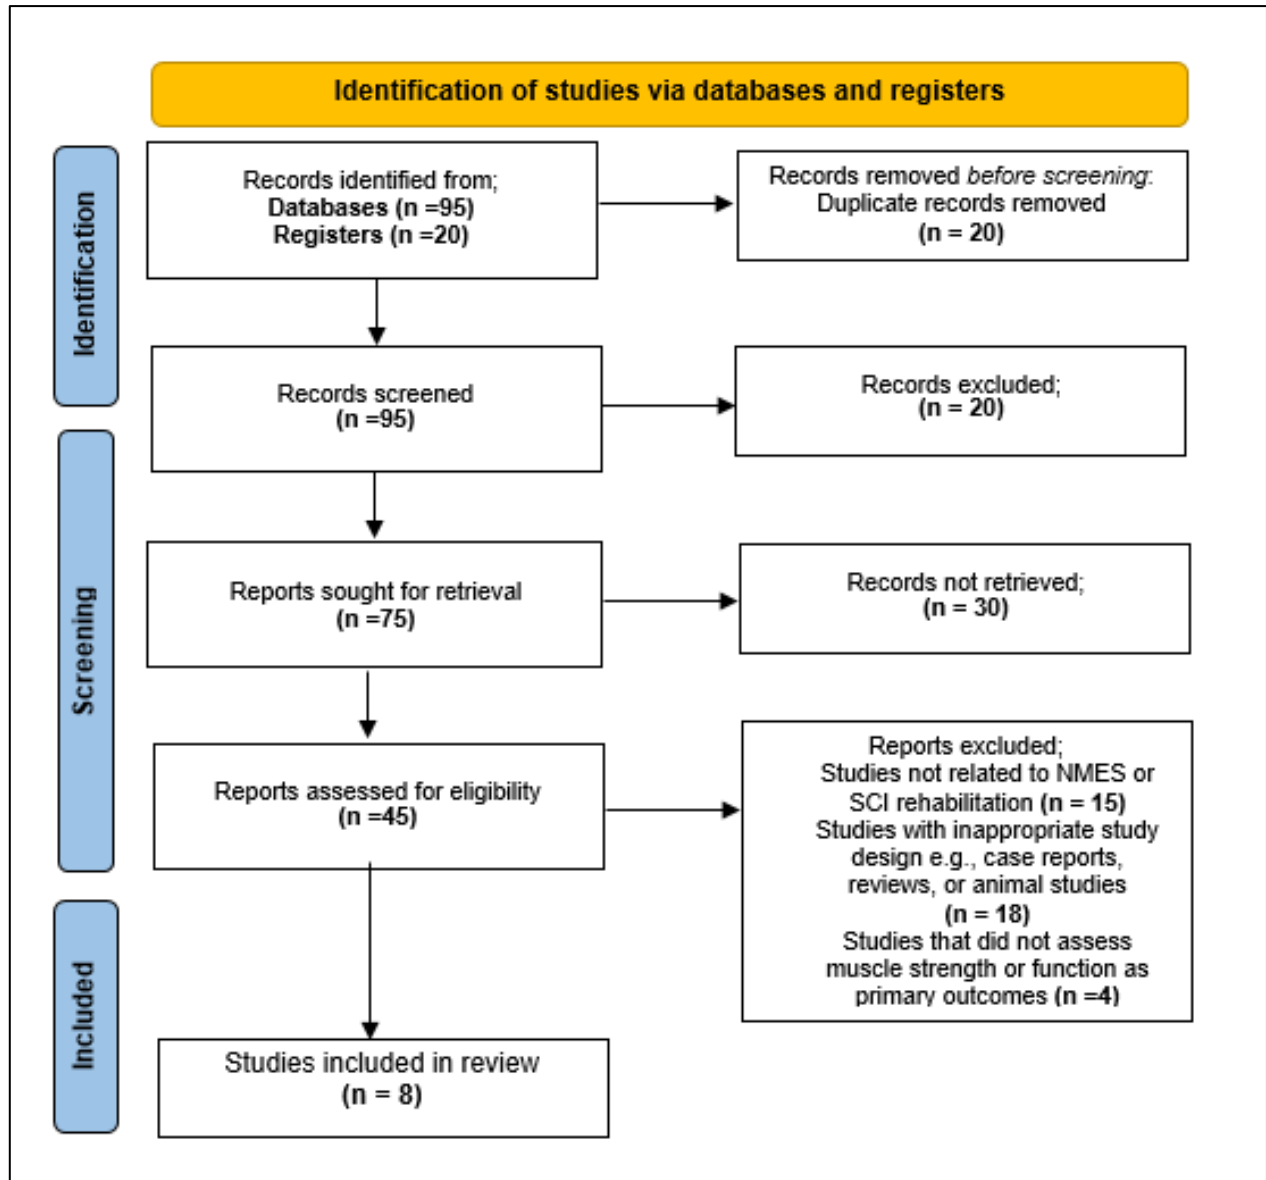 Identification of studies via databases and registers
Identification
Records identified from;
Databases (n =95)
Registers (n =20)
Records removed before screening:
Duplicate records removed
(n = 20)
Records screened
(n =95)
Records excluded;
(n = 20)
Screening
Reports sought for retrieval
(n =75)
Records not retrieved;
(n = 30)
Reports assessed for eligibility
(n =45)
Reports excluded;
Studies not related to NMES or
SCI rehabilitation (n = 15)
Studies with inappropriate study
design e.g., case reports,
reviews, or animal studies
(n = 18)
Studies that did not assess
muscle strength or function as
primary outcomes (n =4)
Included
Studies included in review
(n = 8)